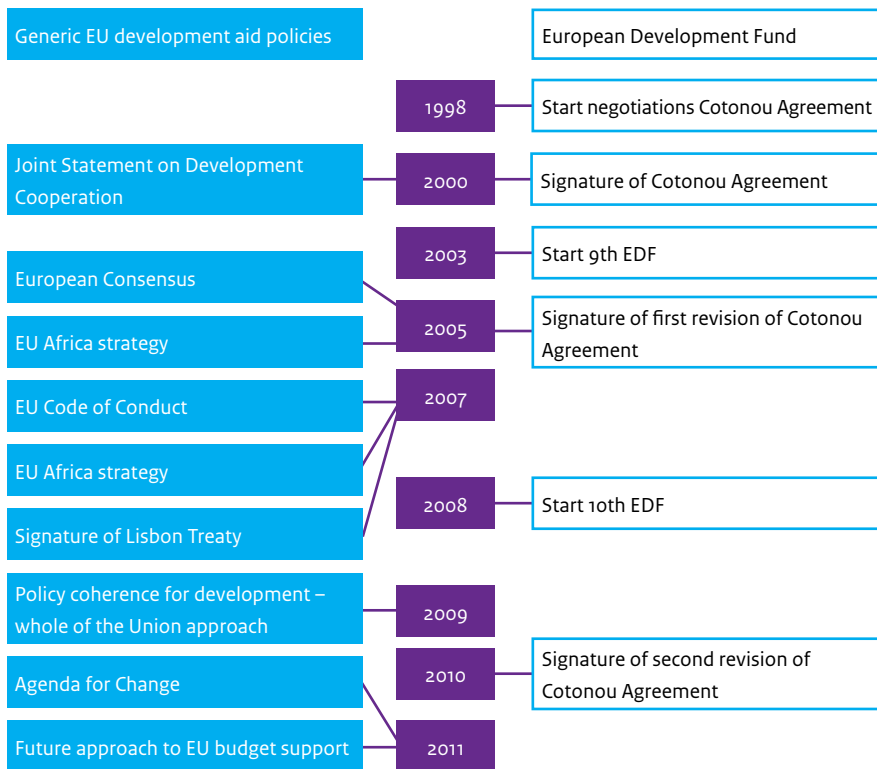 Generic EU development aid policies
European Development Fund
1998
Start negotiations Cotonou Agreement
Joint Statement on Development
Cooperation
2000
Signature of Cotonou Agreement
2003
Start 9th EDF
European Consensus
EU Africa strategy
2005
Signature of first revision of Cotonou
Agreement
EU Code of Conduct
EU Africa strategy
Signature of Lisbon Treaty
2007
2008
Start 10th EDF
Policy coherence for development –
whole of the Union approach
2009
2010
Signature of second revision of
Cotonou Agreement
Agenda for Change
Future approach to EU budget support
2011